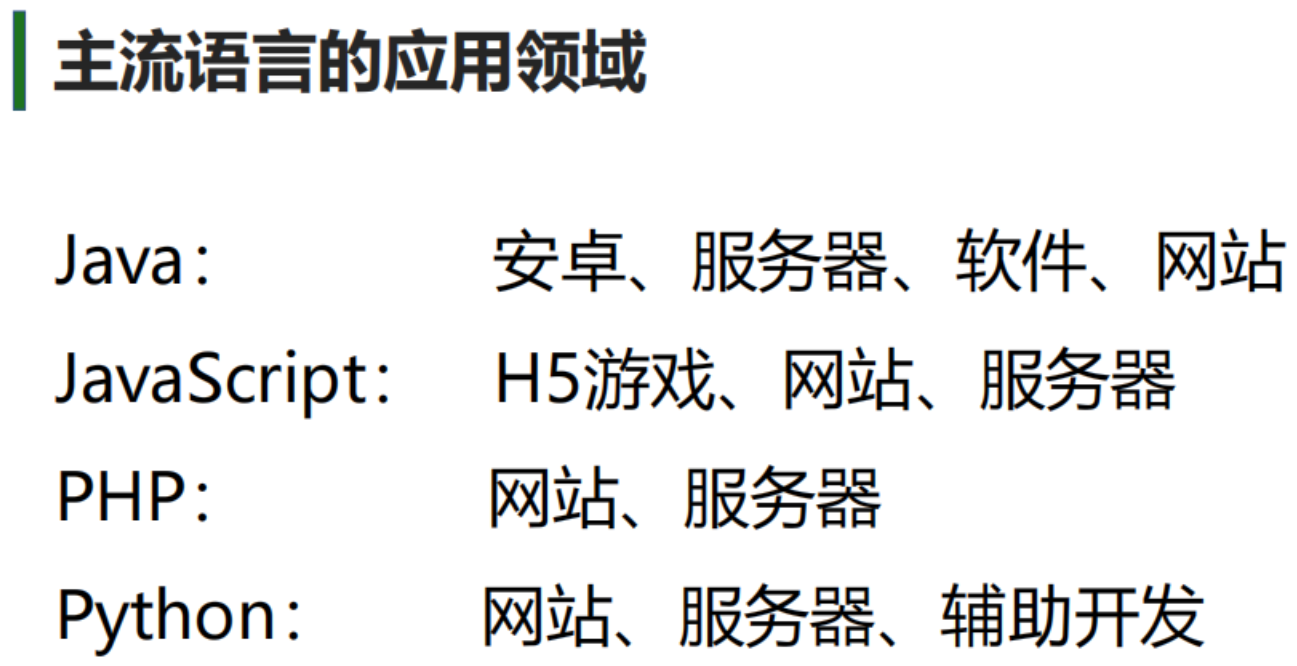 主流语言的应用领域
Java： 安卓、服务器、软件、网站
JavaScript： H5游戏、网站、服务器
PHP： 网站、服务器
Python： 网站、服务器、辅助开发